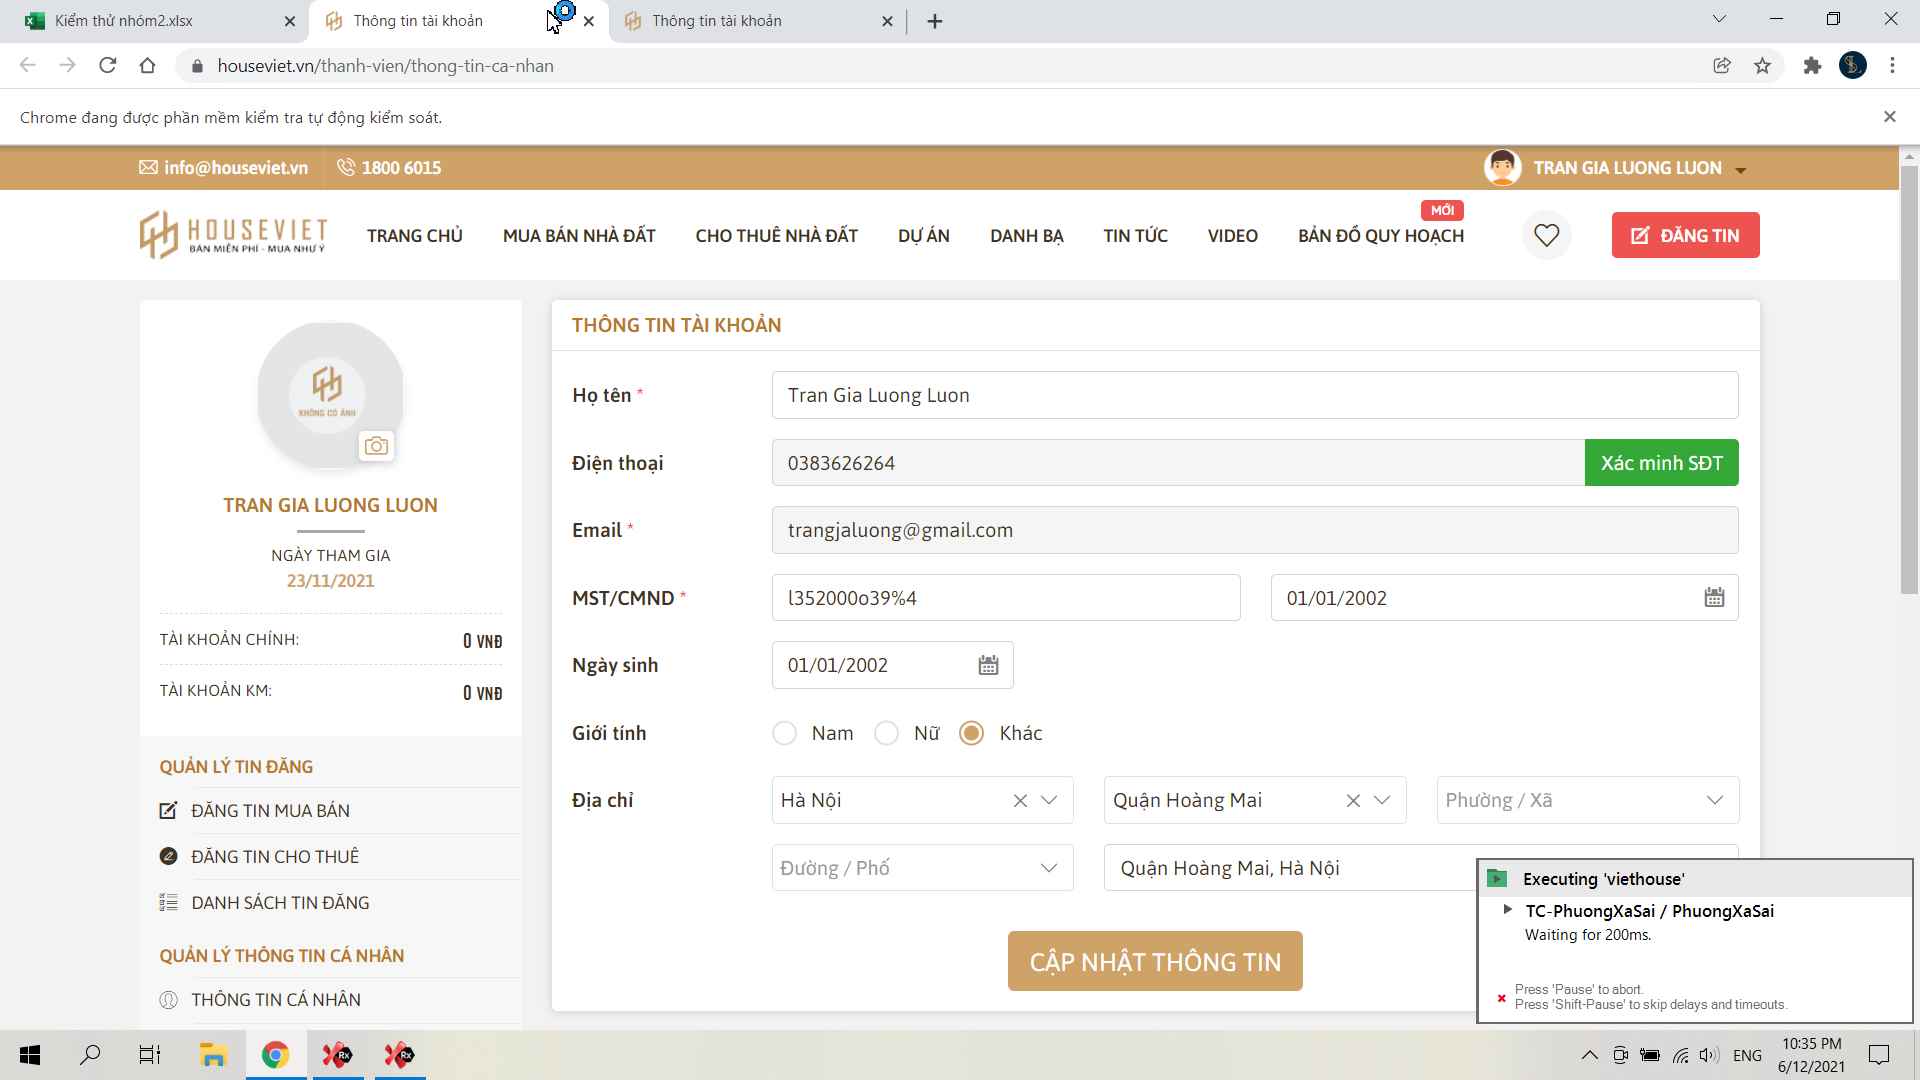 Kiểm thử nhóm2.xlsx
Thông tin tài khoản
Thông tin tài khoản
houseviet.vn/thanh-vien/thong-tin-ca-nhan
Chrome đang được phần mềm kiểm tra tự động kiểm soát.
info@houseviet.vn
1800 6015
TRAN GIA LUONG LUON
HOUSEVIET
BÁN MIỄN PHÍ - MUA NHƯ Ý
TRANG CHỦ
MUA BÁN NHÀ ĐẤT
CHO THUÊ NHÀ ĐẤT
DỰ ÁN
DANH BẠ
TIN TỨC
VIDEO
BẢN ĐỒ QUY HOẠCH
MỚI
ĐĂNG TIN
KHÔNG CÓ ẢNH
TRAN GIA LUONG LUON
NGÀY THAM GIA
23/11/2021
TÀI KHOẢN CHÍNH: 0 VNĐ
TÀI KHOẢN KM: 0 VNĐ
QUẢN LÝ TIN ĐĂNG
ĐĂNG TIN MUA BÁN
ĐĂNG TIN CHO THUÊ
DANH SÁCH TIN ĐĂNG
QUẢN LÝ THÔNG TIN CÁ NHÂN
THÔNG TIN CÁ NHÂN
THÔNG TIN TÀI KHOẢN
Họ tên * Tran Gia Luong Luon
Điện thoại 0383626264 Xác minh SĐT
Email * trangjaluong@gmail.com
MST/CMND * l352000o39%4 01/01/2002
Ngày sinh 01/01/2002
Giới tính Nam Nữ Khác
Địa chỉ Hà Nội Quận Hoàng Mai Phường / Xã
Đường / Phố Quận Hoàng Mai, Hà Nội
CẬP NHẬT THÔNG TIN
Executing 'viethouse'
TC-PhuongXaSai / PhuongXaSai
Waiting for 200ms.
Press 'Pause' to abort.
Press 'Shift-Pause' to skip delays and timeouts.
Rx
Rx
ENG
10:35 PM
6/12/2021